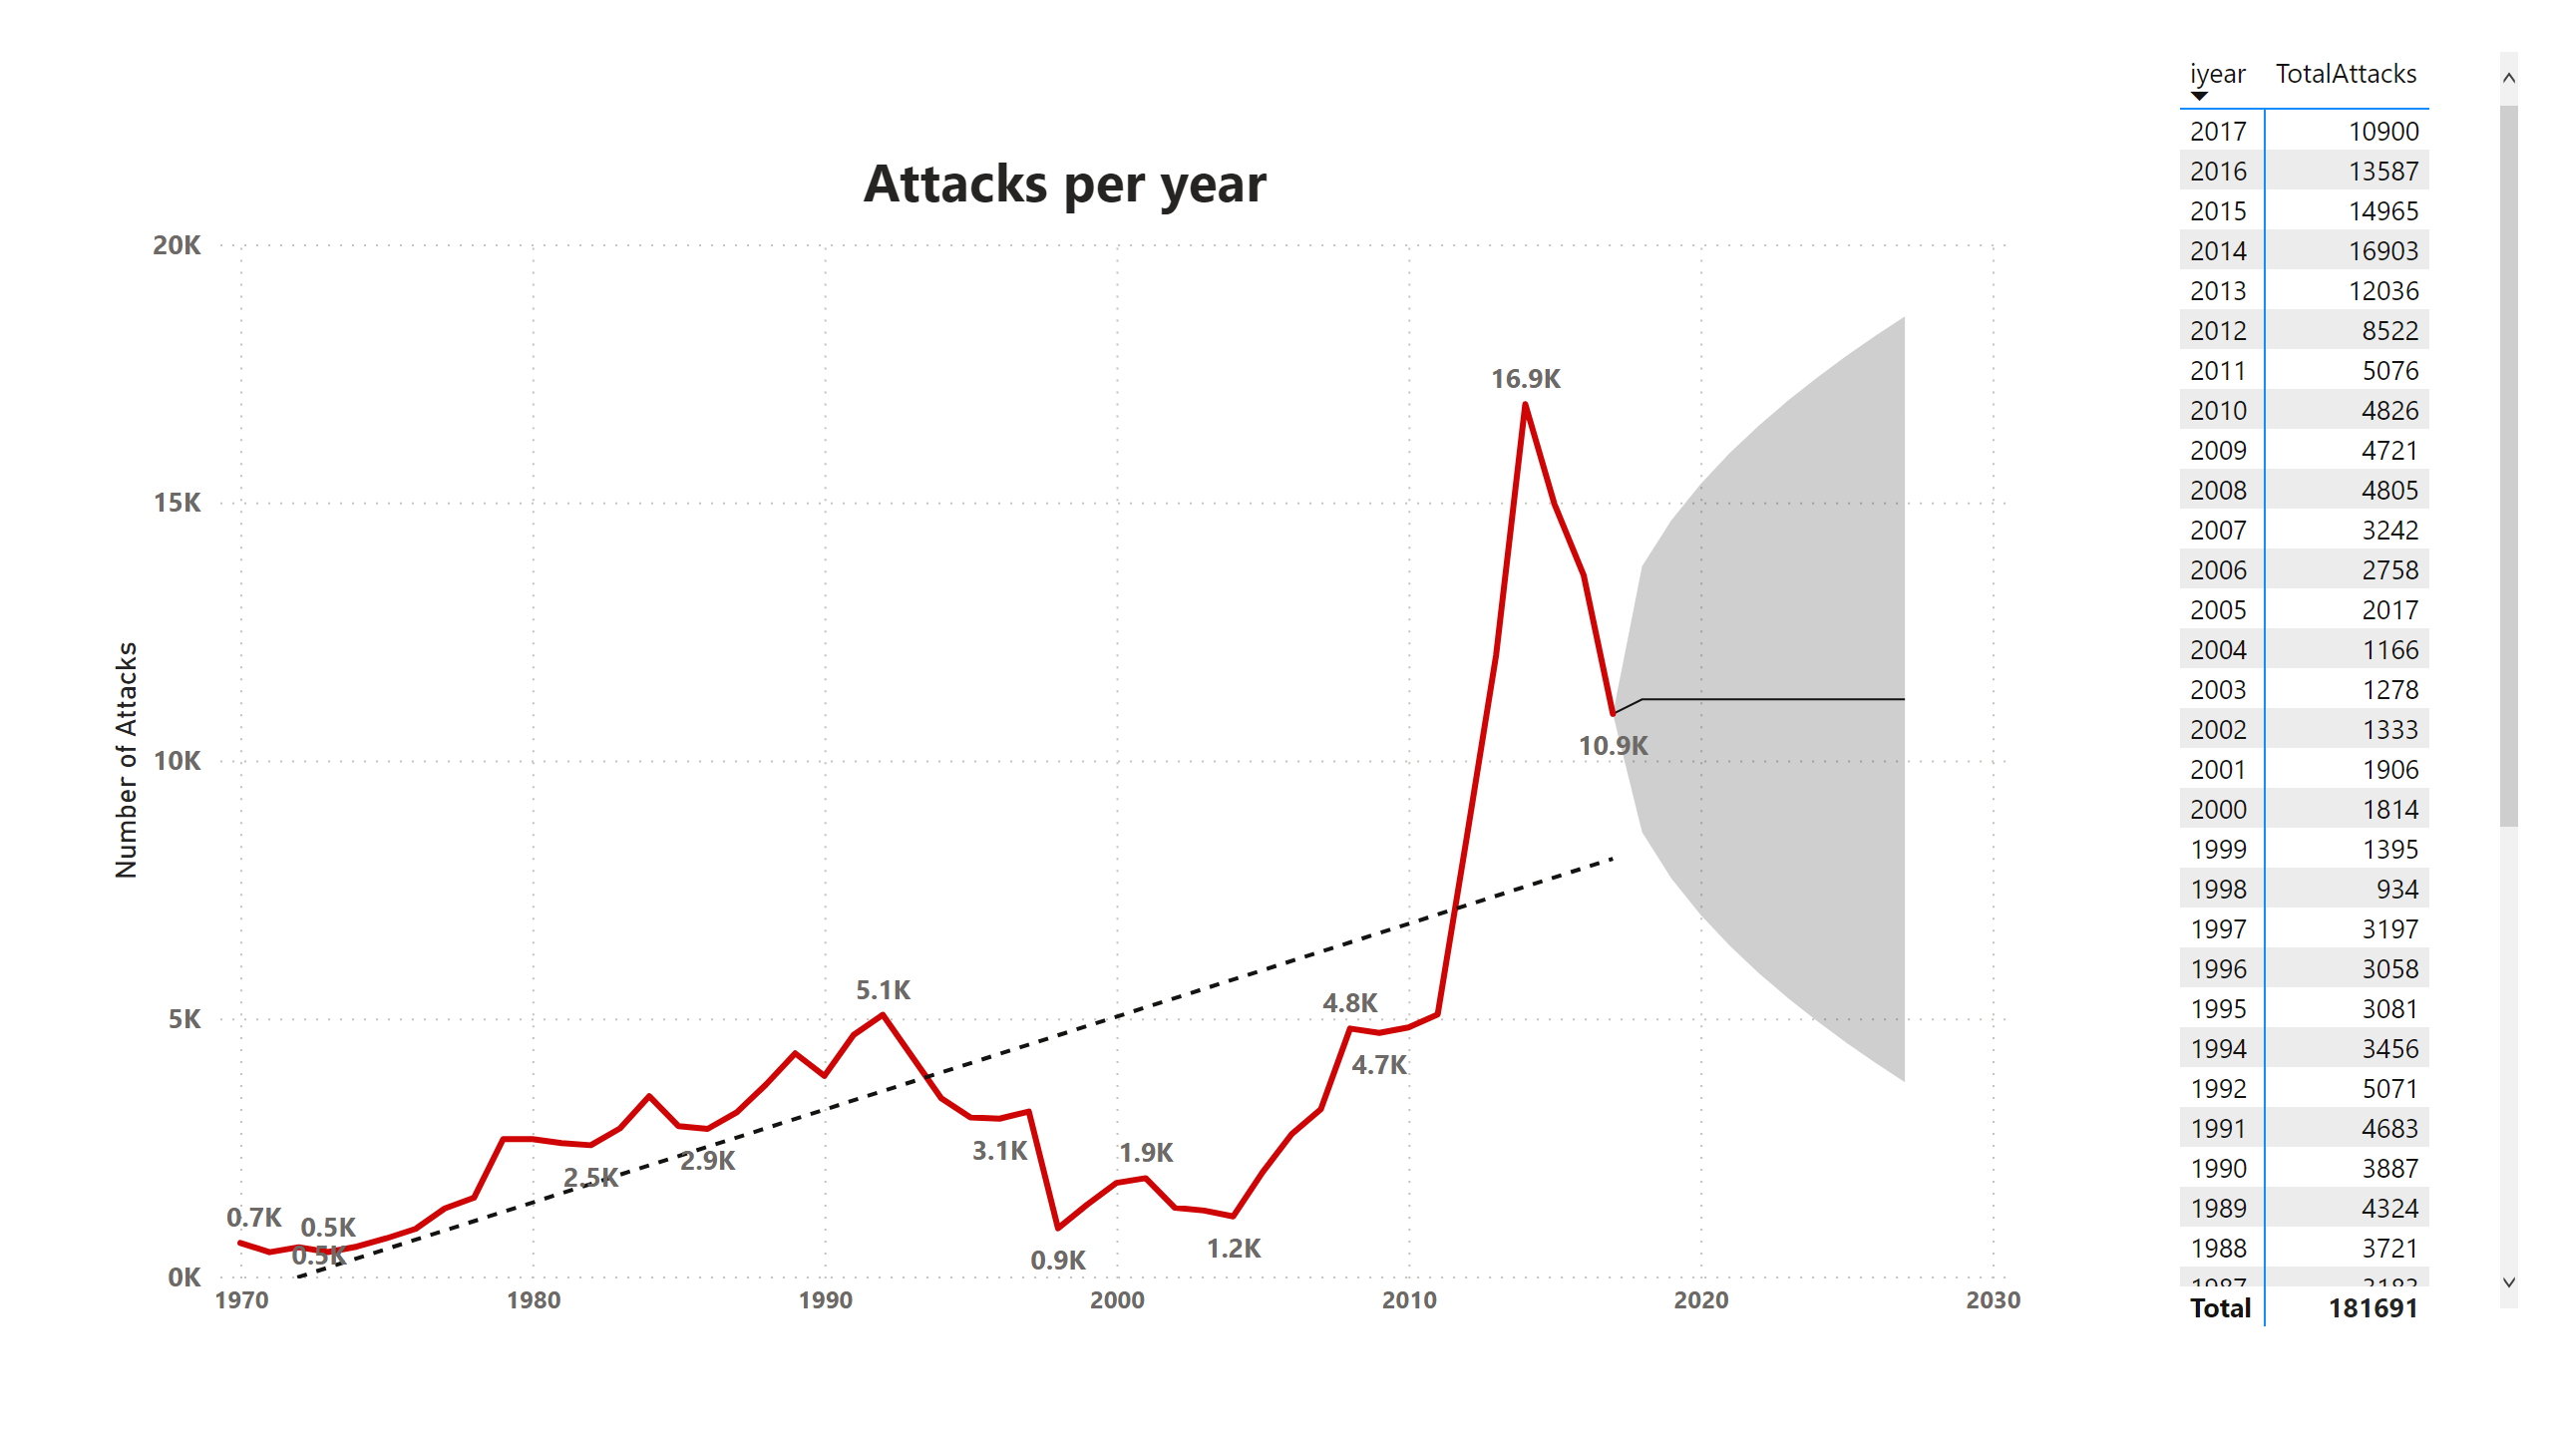 Attacks per year
Number of Attacks
20K
15K
10K
5K
0K
1970 1980 1990 2000 2010 2020 2030
0.7K
0.5K
0.5K
2.5K
2.9K
5.1K
3.1K
0.9K
1.9K
1.2K
4.8K
4.7K
16.9K
10.9K
iyear TotalAttacks
2017 10900
2016 13587
2015 14965
2014 16903
2013 12036
2012 8522
2011 5076
2010 4826
2009 4721
2008 4805
2007 3242
2006 2758
2005 2017
2004 1166
2003 1278
2002 1333
2001 1906
2000 1814
1999 1395
1998 934
1997 3197
1996 3058
1995 3081
1994 3456
1992 5071
1991 4683
1990 3887
1989 4324
1988 3721
1987 3183
Total 181691